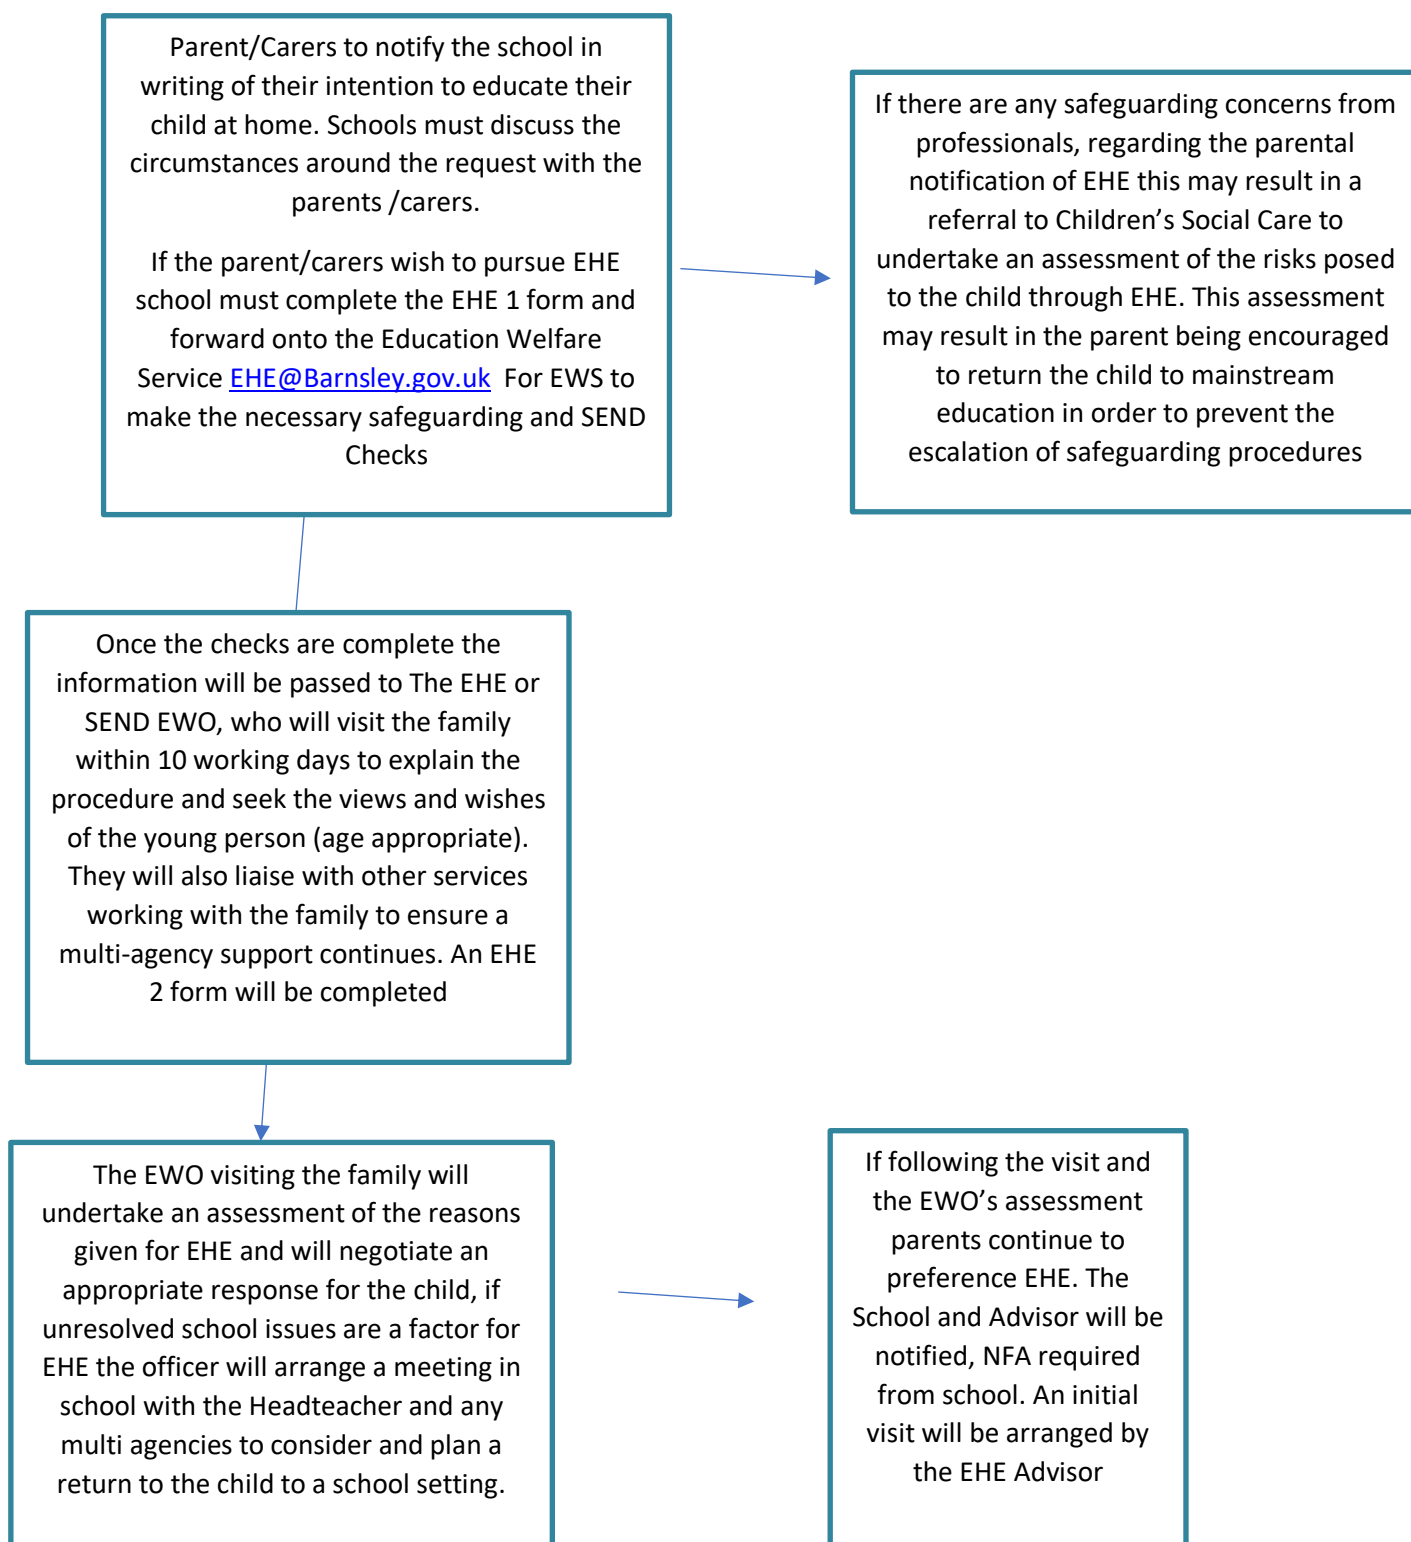 Parent/Carers to notify the school in
writing of their intention to educate their
child at home. Schools must discuss the
circumstances around the request with the
parents /carers.
If the parent/carers wish to pursue EHE
school must complete the EHE 1 form and
forward onto the Education Welfare
Service EHE@Barnsley.gov.uk For EWS to
make the necessary safeguarding and SEND
Checks
If there are any safeguarding concerns from
professionals, regarding the parental
notification of EHE this may result in a
referral to Children’s Social Care to
undertake an assessment of the risks posed
to the child through EHE. This assessment
may result in the parent being encouraged
to return the child to mainstream
education in order to prevent the
escalation of safeguarding procedures
Once the checks are complete the
information will be passed to The EHE or
SEND EWO, who will visit the family
within 10 working days to explain the
procedure and seek the views and wishes
of the young person (age appropriate).
They will also liaise with other services
working with the family to ensure a
multi-agency support continues. An EHE
2 form will be completed
The EWO visiting the family will
undertake an assessment of the reasons
given for EHE and will negotiate an
appropriate response for the child, if
unresolved school issues are a factor for
EHE the officer will arrange a meeting in
school with the Headteacher and any
multi agencies to consider and plan a
return to the child to a school setting.
If following the visit and
the EWO’s assessment
parents continue to
preference EHE. The
School and Advisor will be
notified, NFA required
from school. An initial
visit will be arranged by
the EHE Advisor